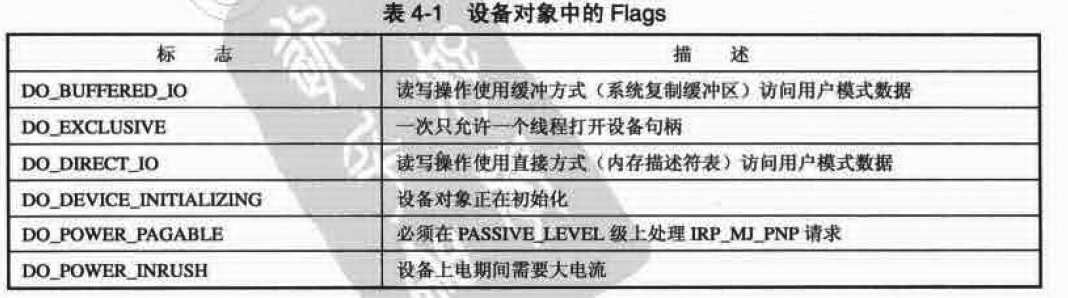 表 4-1 设备对象中的 Flags
标 志 描 述
DO_BUFFERED_IO 读写操作使用缓冲方式（系统复制缓冲区）访问用户模式数据
DO_EXCLUSIVE 一次只允许一个线程打开设备句柄
DO_DIRECT_IO 读写操作使用直接方式（内存描述符表）访问用户模式数据
DO_DEVICE_INITIALIZING 设备对象正在初始化
DO_POWER_PAGABLE 必须在 PASSIVE_LEVEL 级上处理 IRP_MJ_PNP 请求
DO_POWER_INRUSH 设备上电期间需要大电流